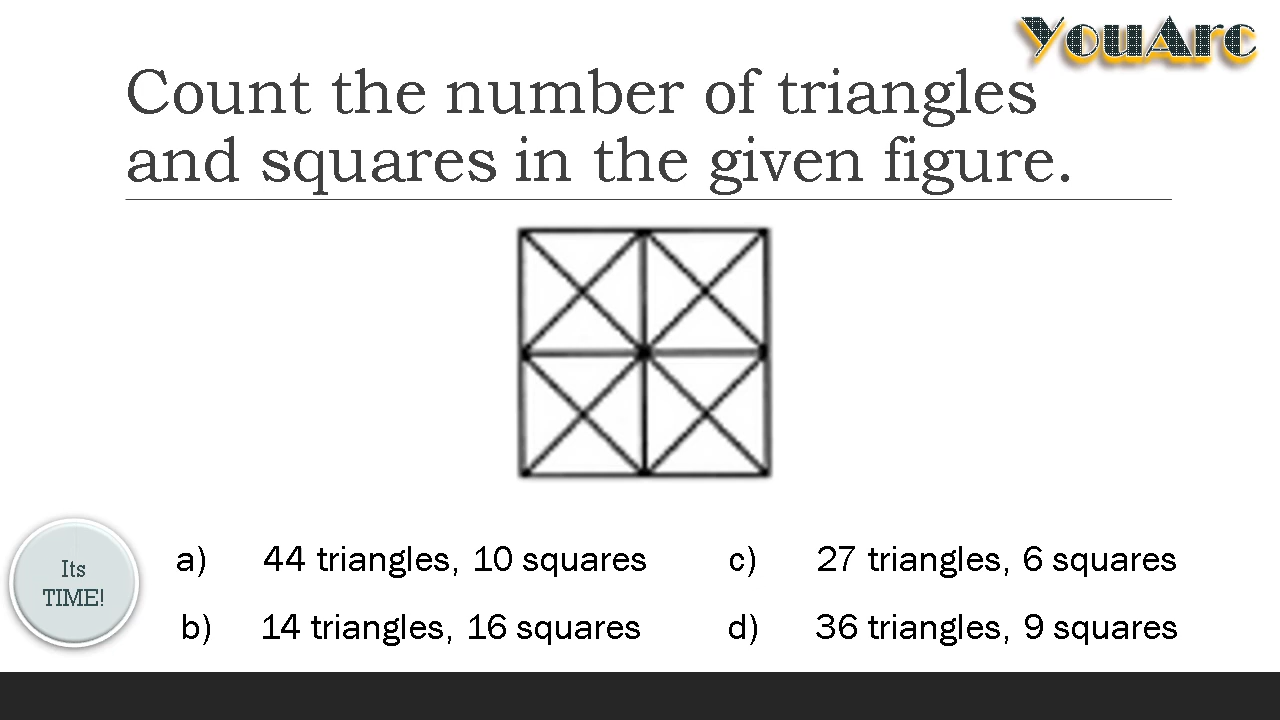 YouArc
Count the number of triangles
and squares in the given figure.
Its
TIME!
a) 44 triangles, 10 squares
c) 27 triangles, 6 squares
b) 14 triangles, 16 squares
d) 36 triangles, 9 squares